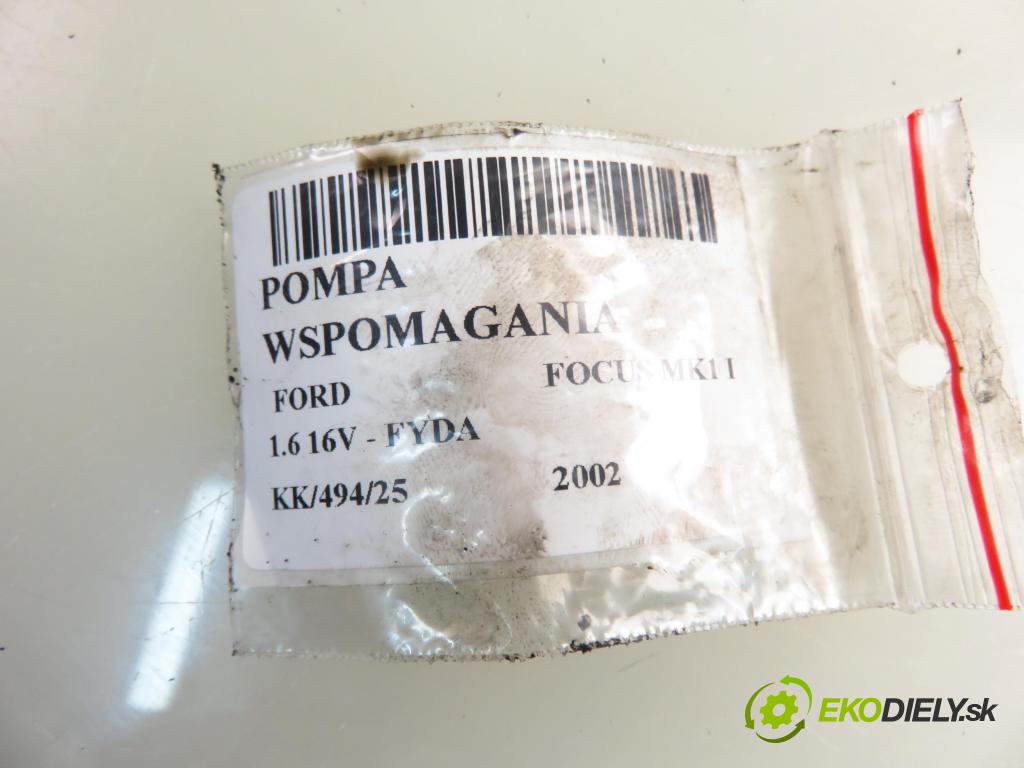 POMPA
WSPOMAGANIA -
FORD FOCUS MK1 I
1.6 16V - FYDA
KK/494/25 2002
EKODIELY.sk